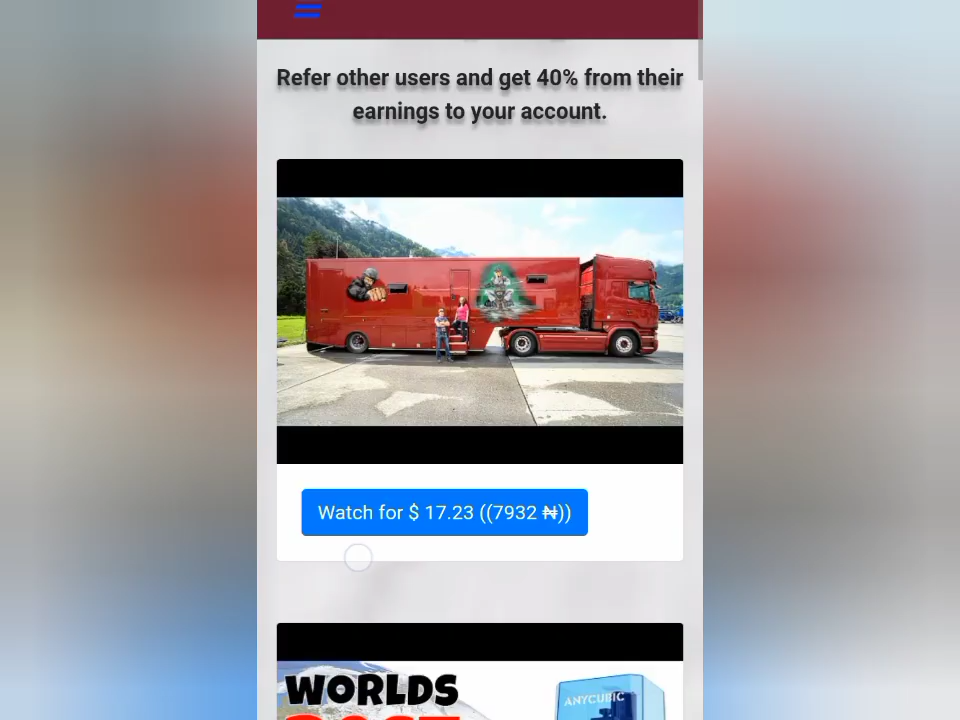 Refer other users and get 40% from their
earnings to your account.
Watch for $ 17.23 ((7932 ₦))
WORLDS
ANYCUBIC